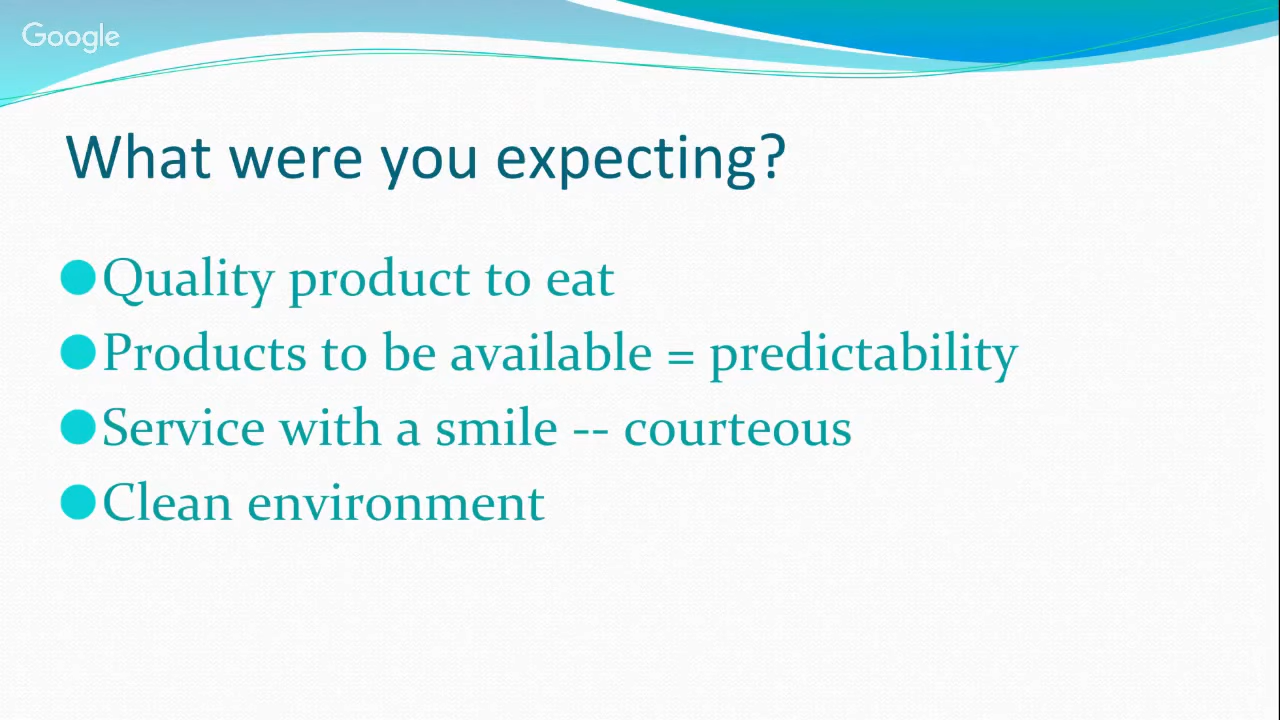 Google
What were you expecting?
Quality product to eat
Products to be available = predictability
Service with a smile -- courteous
Clean environment